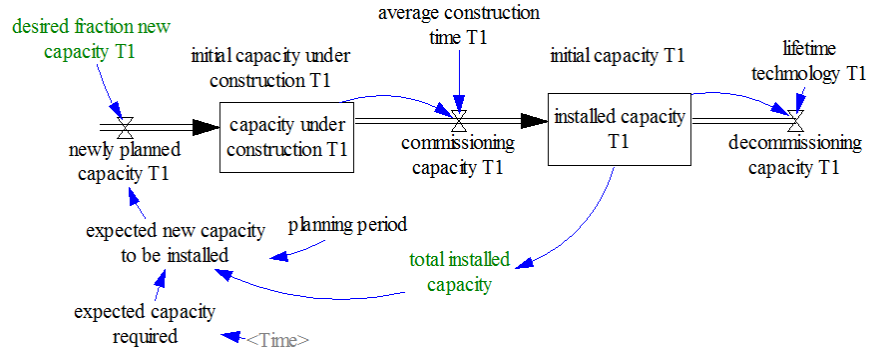 desired fraction new
capacity T1
initial capacity under
construction T1
average construction
time T1
initial capacity T1
lifetime
techmology T1
capacity under
construction T1
installed capacity
T1
newly planned
capacity T1
commissioning
capacity T1
decommissioning
capacity T1
expected new capacity
to be installed
planning period
total installed
capacity
expected capacity
required
<Time>